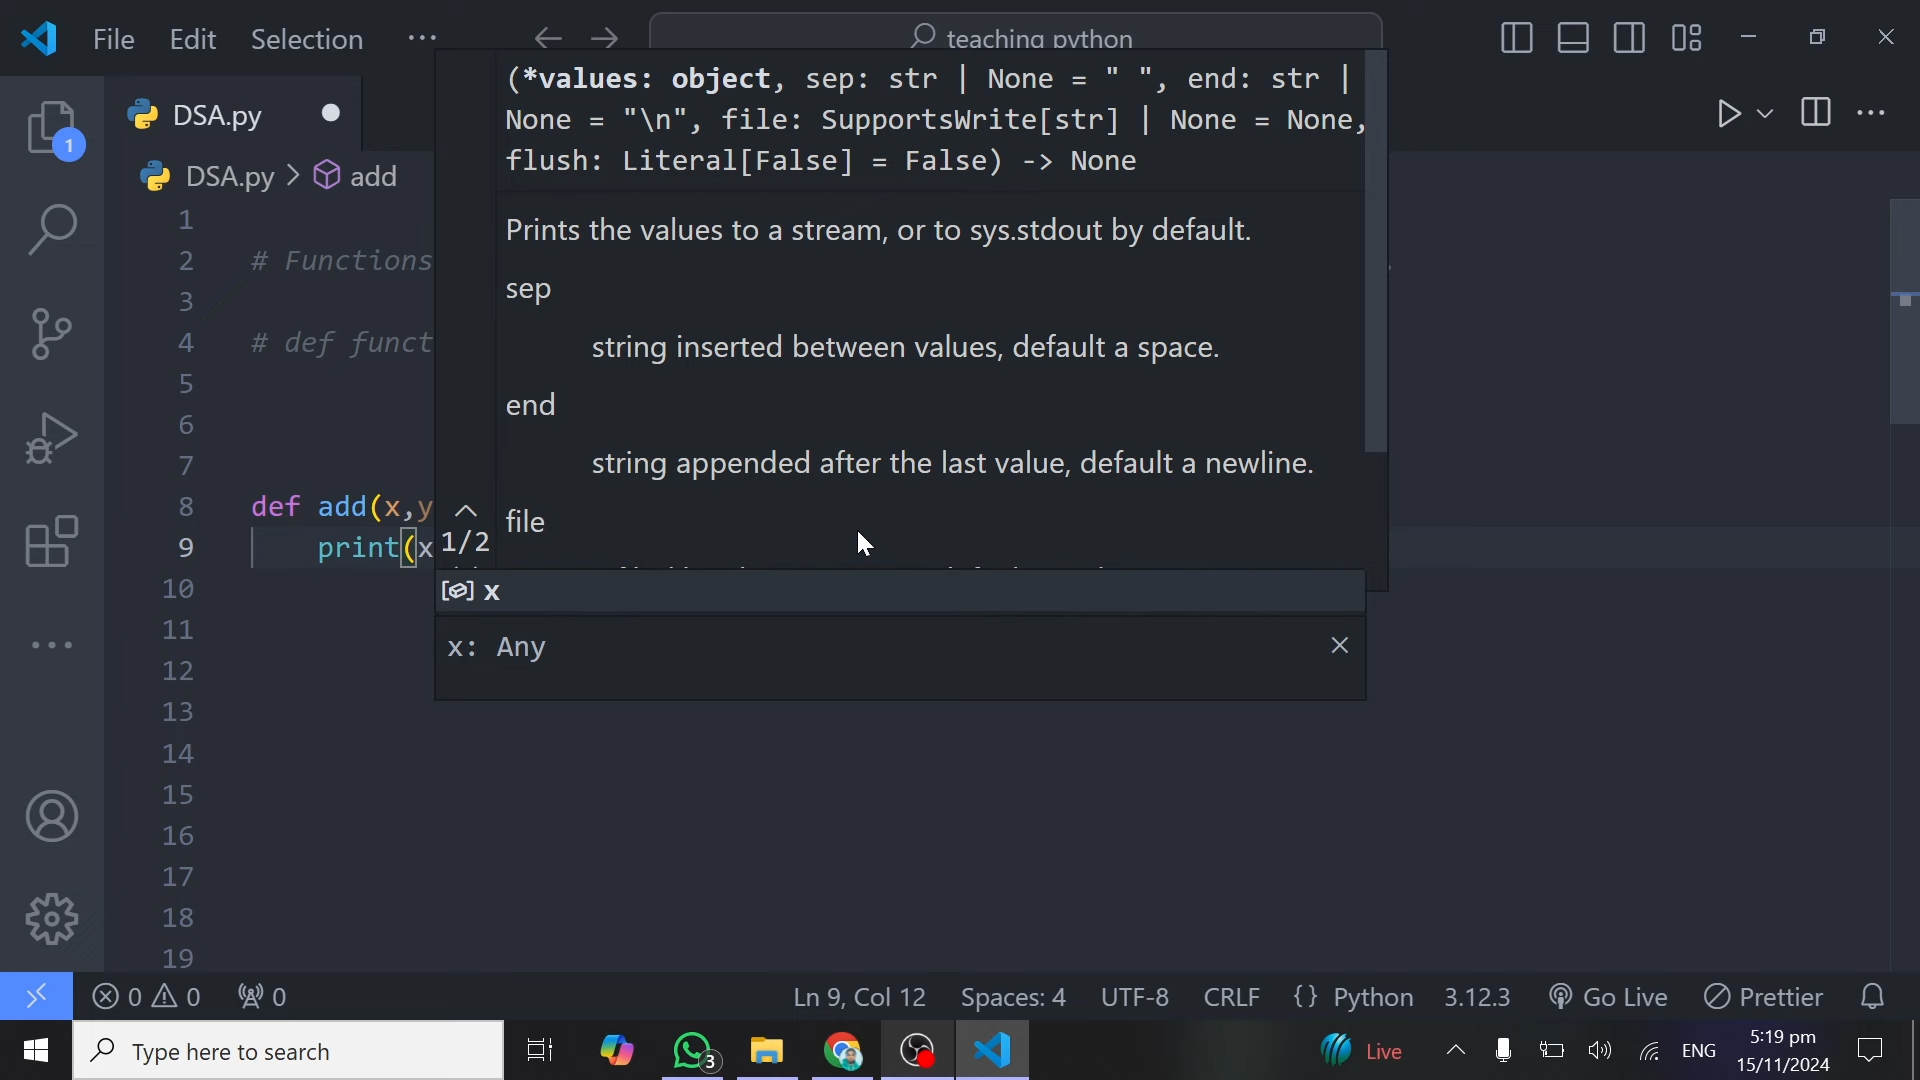 File Edit Selection ··· teaching python
DSA.py
DSA.py > add
(*values: object, sep: str | None = " ", end: str |
None = "\n", file: SupportsWrite[str] | None = None,
flush: Literal[False] = False) -> None
Prints the values to a stream, or to sys.stdout by default.
sep
string inserted between values, default a space.
end
string appended after the last value, default a newline.
file
1/2
x
x: Any
1
2 # Functions
3
4 # def funct
5
6
7
8 def add(x,y
9 print(x
10
11
12
13
14
15
16
17
18
19
1
0 0 0 Ln 9, Col 12 Spaces: 4 UTF-8 CRLF {} Python 3.12.3 Go Live Prettier
Type here to search 3 Live ENG 5:19 pm
15/11/2024